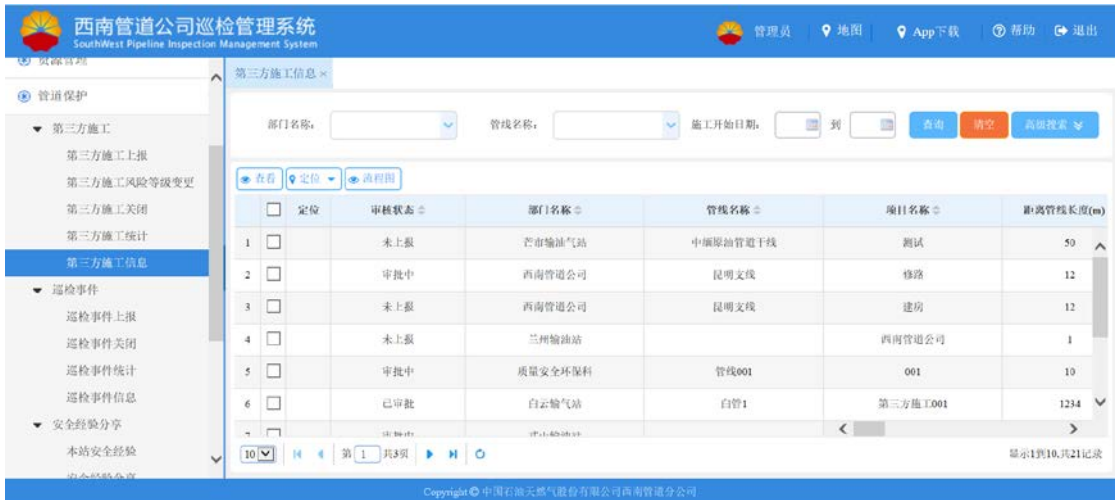 西南管道公司巡检管理系统
SouthWest Pipeline Inspection Management System
管理员 地图 App下载 帮助 退出
资源管理
管道保护
第三方施工
第三方施工上报
第三方施工风险等级变更
第三方施工关闭
第三方施工统计
第三方施工信息
巡检事件
巡检事件上报
巡检事件关闭
巡检事件统计
巡检事件信息
安全经验分享
本站安全经验
安全经验分享
第三方施工信息 ×
部门名称: 管线名称: 施工开始日期: 到 查询 清空 高级搜索
查看 定位 流程图
定位 审核状态 部门名称 管线名称 项目名称 距离管线长度(m)
1 未上报 芒市输油气站 中缅原油管道干线 测试 50
2 审批中 西南管道公司 昆明支线 修路 12
3 未上报 西南管道公司 昆明支线 建房 12
4 未上报 兰州输油站 西南管道公司 1
5 审批中 质量安全环保科 管线001 001 10
6 已审批 白云输气站 白管1 第三方施工001 1234
10 第 1 共3页
显示1到10,共21记录
Copyright © 中国石油天然气股份有限公司西南管道分公司